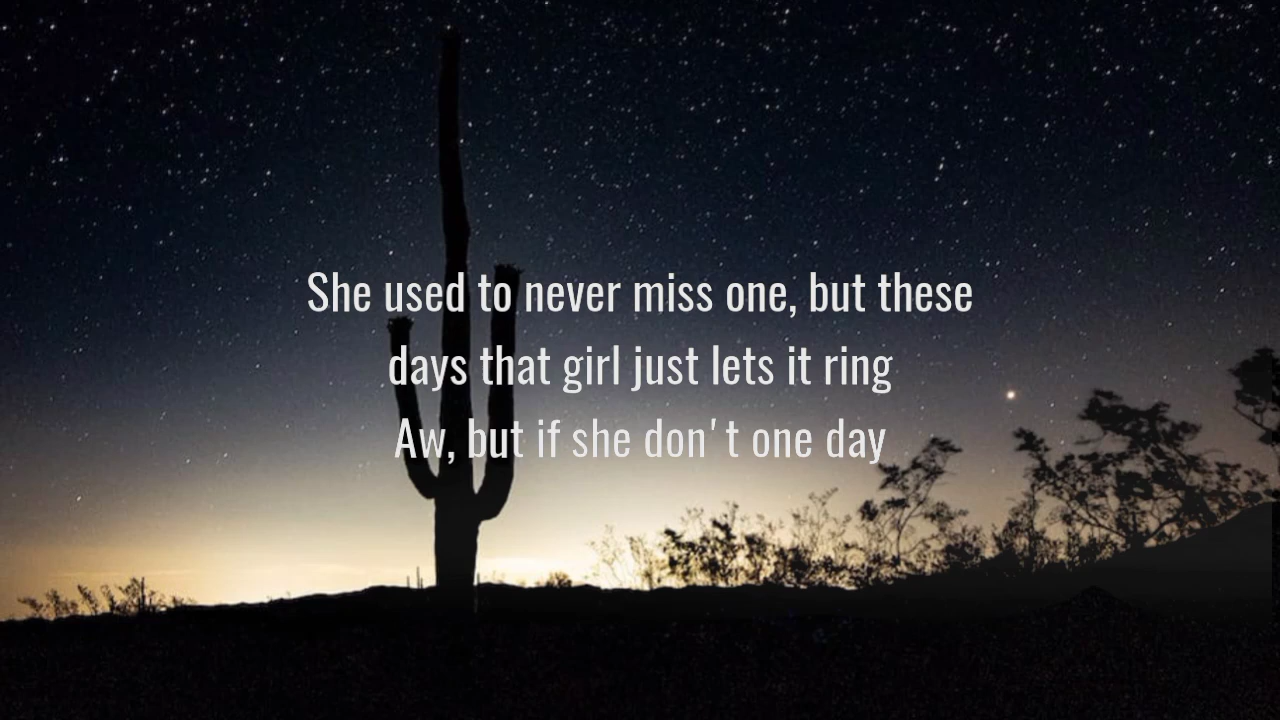 She used to never miss one, but these
days that girl just lets it ring
Aw, but if she don't one day